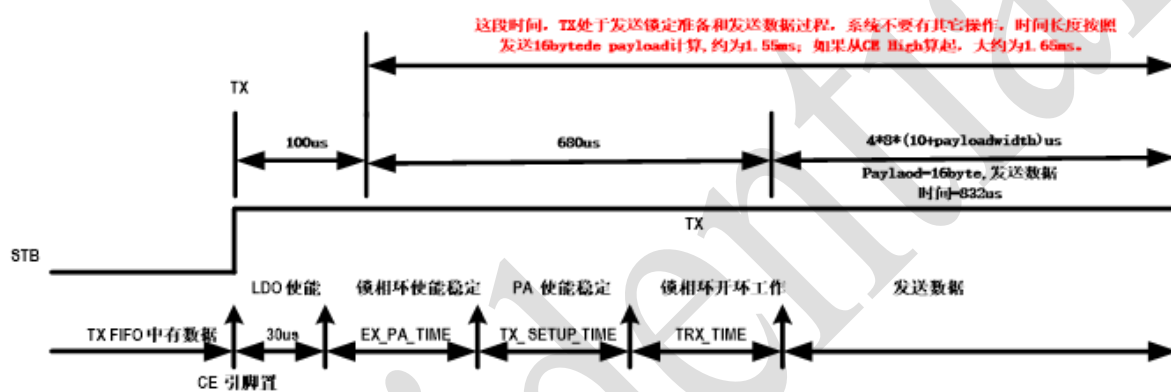 这段时间，TX处于发送锁定准备和发送数据过程，系统不要有其它操作，时间长度按照
发送16bytede payload计算，约为1.55ms；如果从CE High算起，大约为1.65ms。
TX
100us
680us
4*8*(10+payloadwidth)us
Paylaod=16byte,发送数据
时间=832us
TX
STB
LDO 使能
锁相环使能稳定
PA 使能稳定
锁相环开环工作
发送数据
TX FIFO 中有数据
30us
EX_PA_TIME
TX_SETUP_TIME
TRX_TIME
CE 引脚置